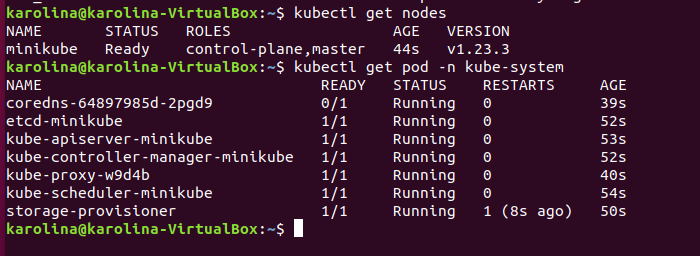 karolina@karolina-VirtualBox:~$ kubectl get nodes
NAME STATUS ROLES AGE VERSION
minikube Ready control-plane,master 44s v1.23.3
karolina@karolina-VirtualBox:~$ kubectl get pod -n kube-system
NAME READY STATUS RESTARTS AGE
coredns-64897985d-2pgd9 0/1 Running 0 39s
etcd-minikube 1/1 Running 0 52s
kube-apiserver-minikube 1/1 Running 0 53s
kube-controller-manager-minikube 1/1 Running 0 52s
kube-proxy-w9d4b 1/1 Running 0 40s
kube-scheduler-minikube 1/1 Running 0 54s
storage-provisioner 1/1 Running 1 (8s ago) 50s
karolina@karolina-VirtualBox:~$